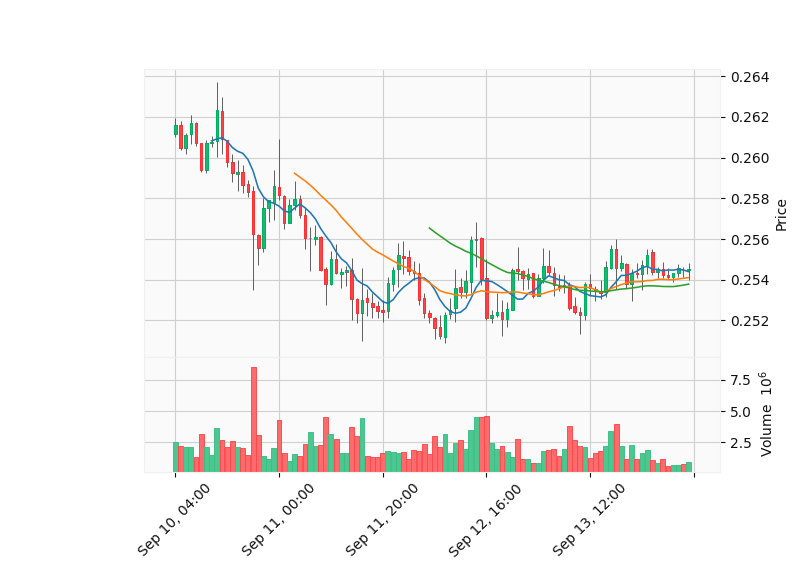 0.264
0.262
0.260
0.258
0.256
0.254
0.252
Price
7.5
5.0
2.5
Volume 10^6
Sep 10, 04:00
Sep 11, 00:00
Sep 11, 20:00
Sep 12, 16:00
Sep 13, 12:00